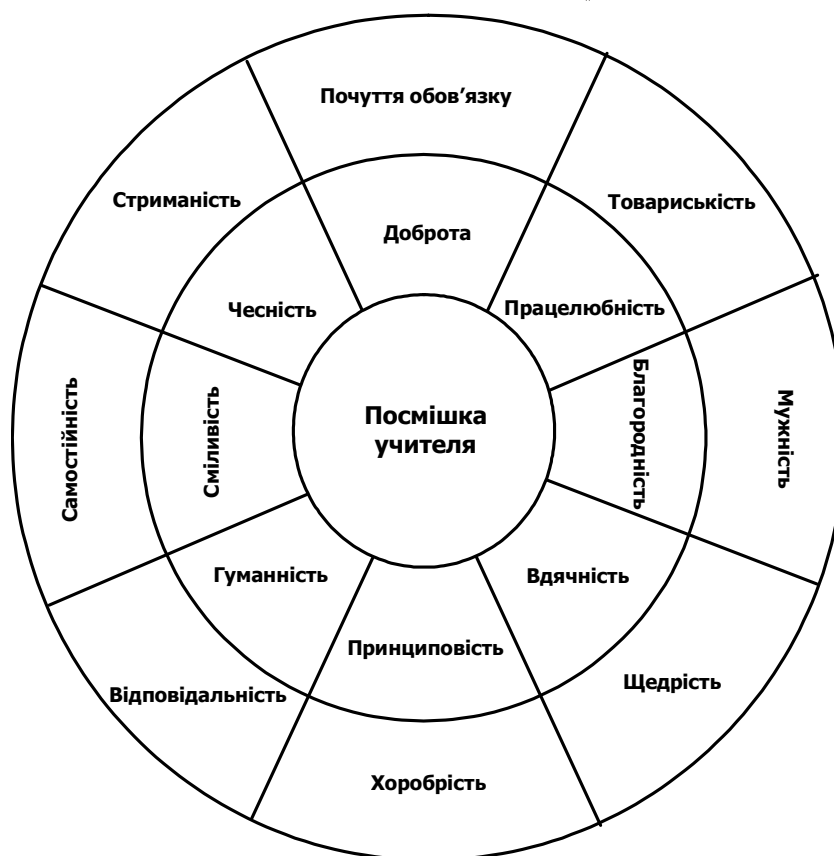 Почуття обов’язку
Стриманість
Товариськість
Доброта
Чесність
Працелюбність
Посмішка
учителя
Самостійність
Сміливість
Благородність
Мужність
Гуманність
Вдячність
Принциповість
Відповідальність
Щедрість
Хоробрість